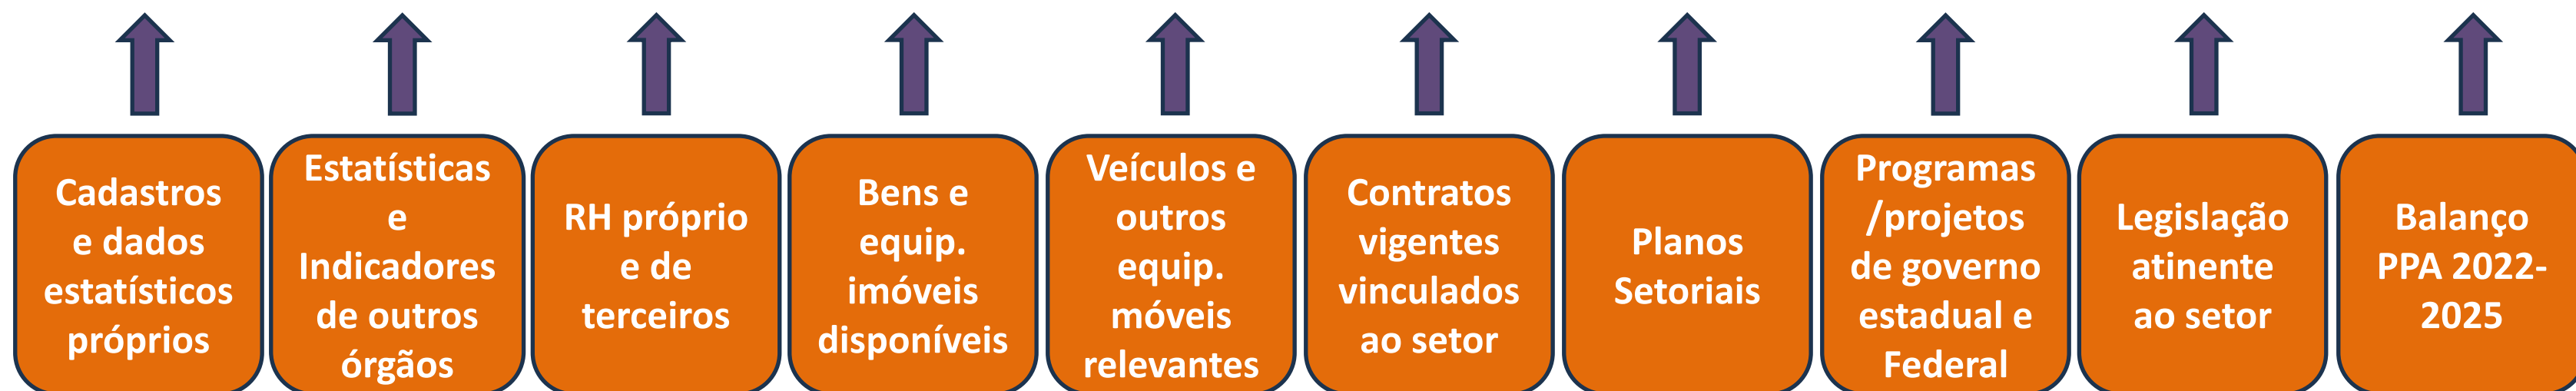 Cadastros
e dados
estatísticos
próprios
Estatísticas
e
Indicadores
de outros
órgãos
RH próprio
e de
terceiros
Bens e
equip.
imóveis
disponíveis
Veículos e
outros
equip.
móveis
relevantes
Contratos
vigentes
vinculados
ao setor
Planos
Setoriais
Programas
/projetos
de governo
estadual e
Federal
Legislação
atinente
ao setor
Balanço
PPA 2022-
2025